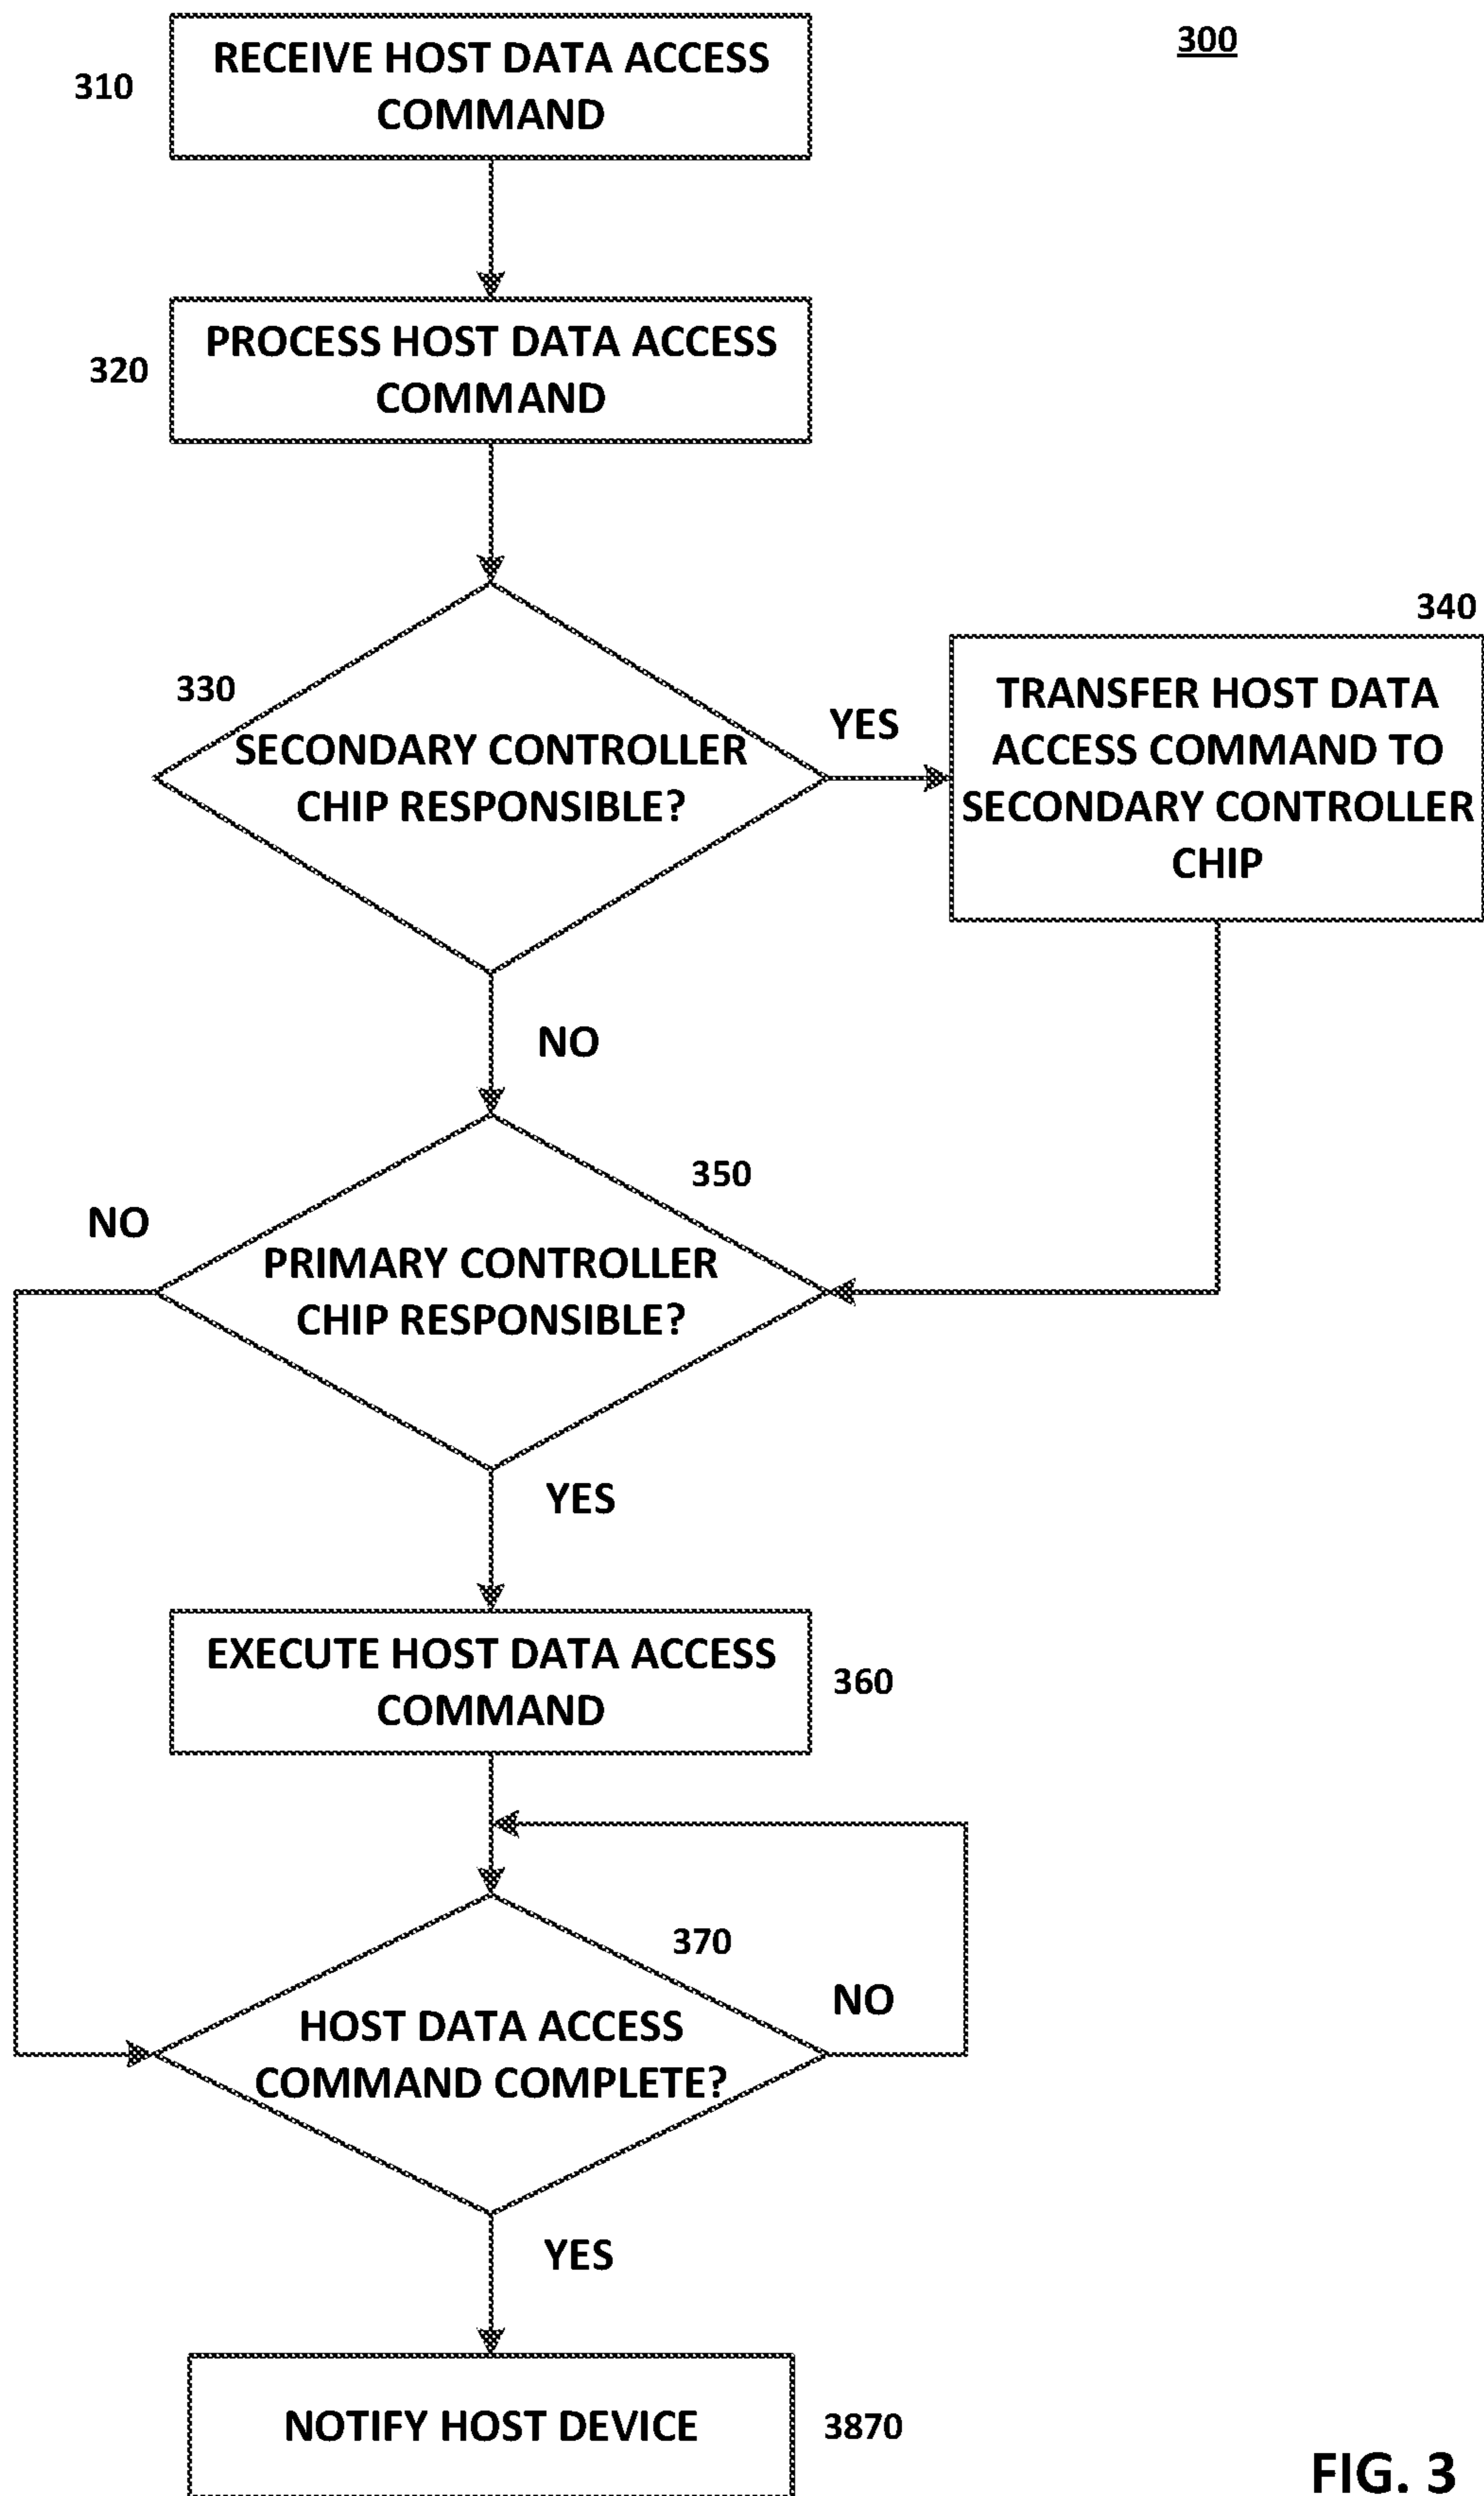 300
310
RECEIVE HOST DATA ACCESS
COMMAND
320
PROCESS HOST DATA ACCESS
COMMAND
330
SECONDARY CONTROLLER
CHIP RESPONSIBLE?
YES
340
TRANSFER HOST DATA
ACCESS COMMAND TO
SECONDARY CONTROLLER
CHIP
NO
350
NO
PRIMARY CONTROLLER
CHIP RESPONSIBLE?
YES
EXECUTE HOST DATA ACCESS
COMMAND
360
370
NO
HOST DATA ACCESS
COMMAND COMPLETE?
YES
NOTIFY HOST DEVICE
3870
FIG. 3